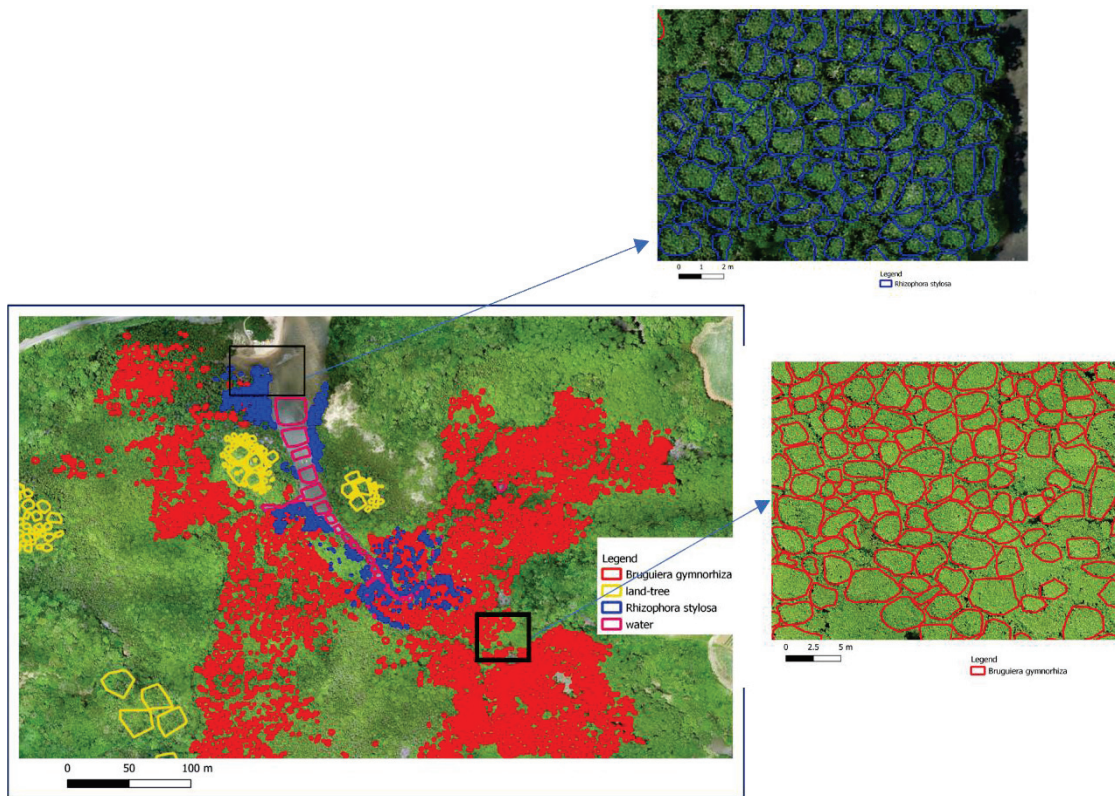 0 1 2 m
Legend
Rhizophora stylosa
Legend
Bruguiera gymnorhiza
land-tree
Rhizophora stylosa
water
0 50 100 m
0 2.5 5 m
Legend
Bruguiera gymnorhiza